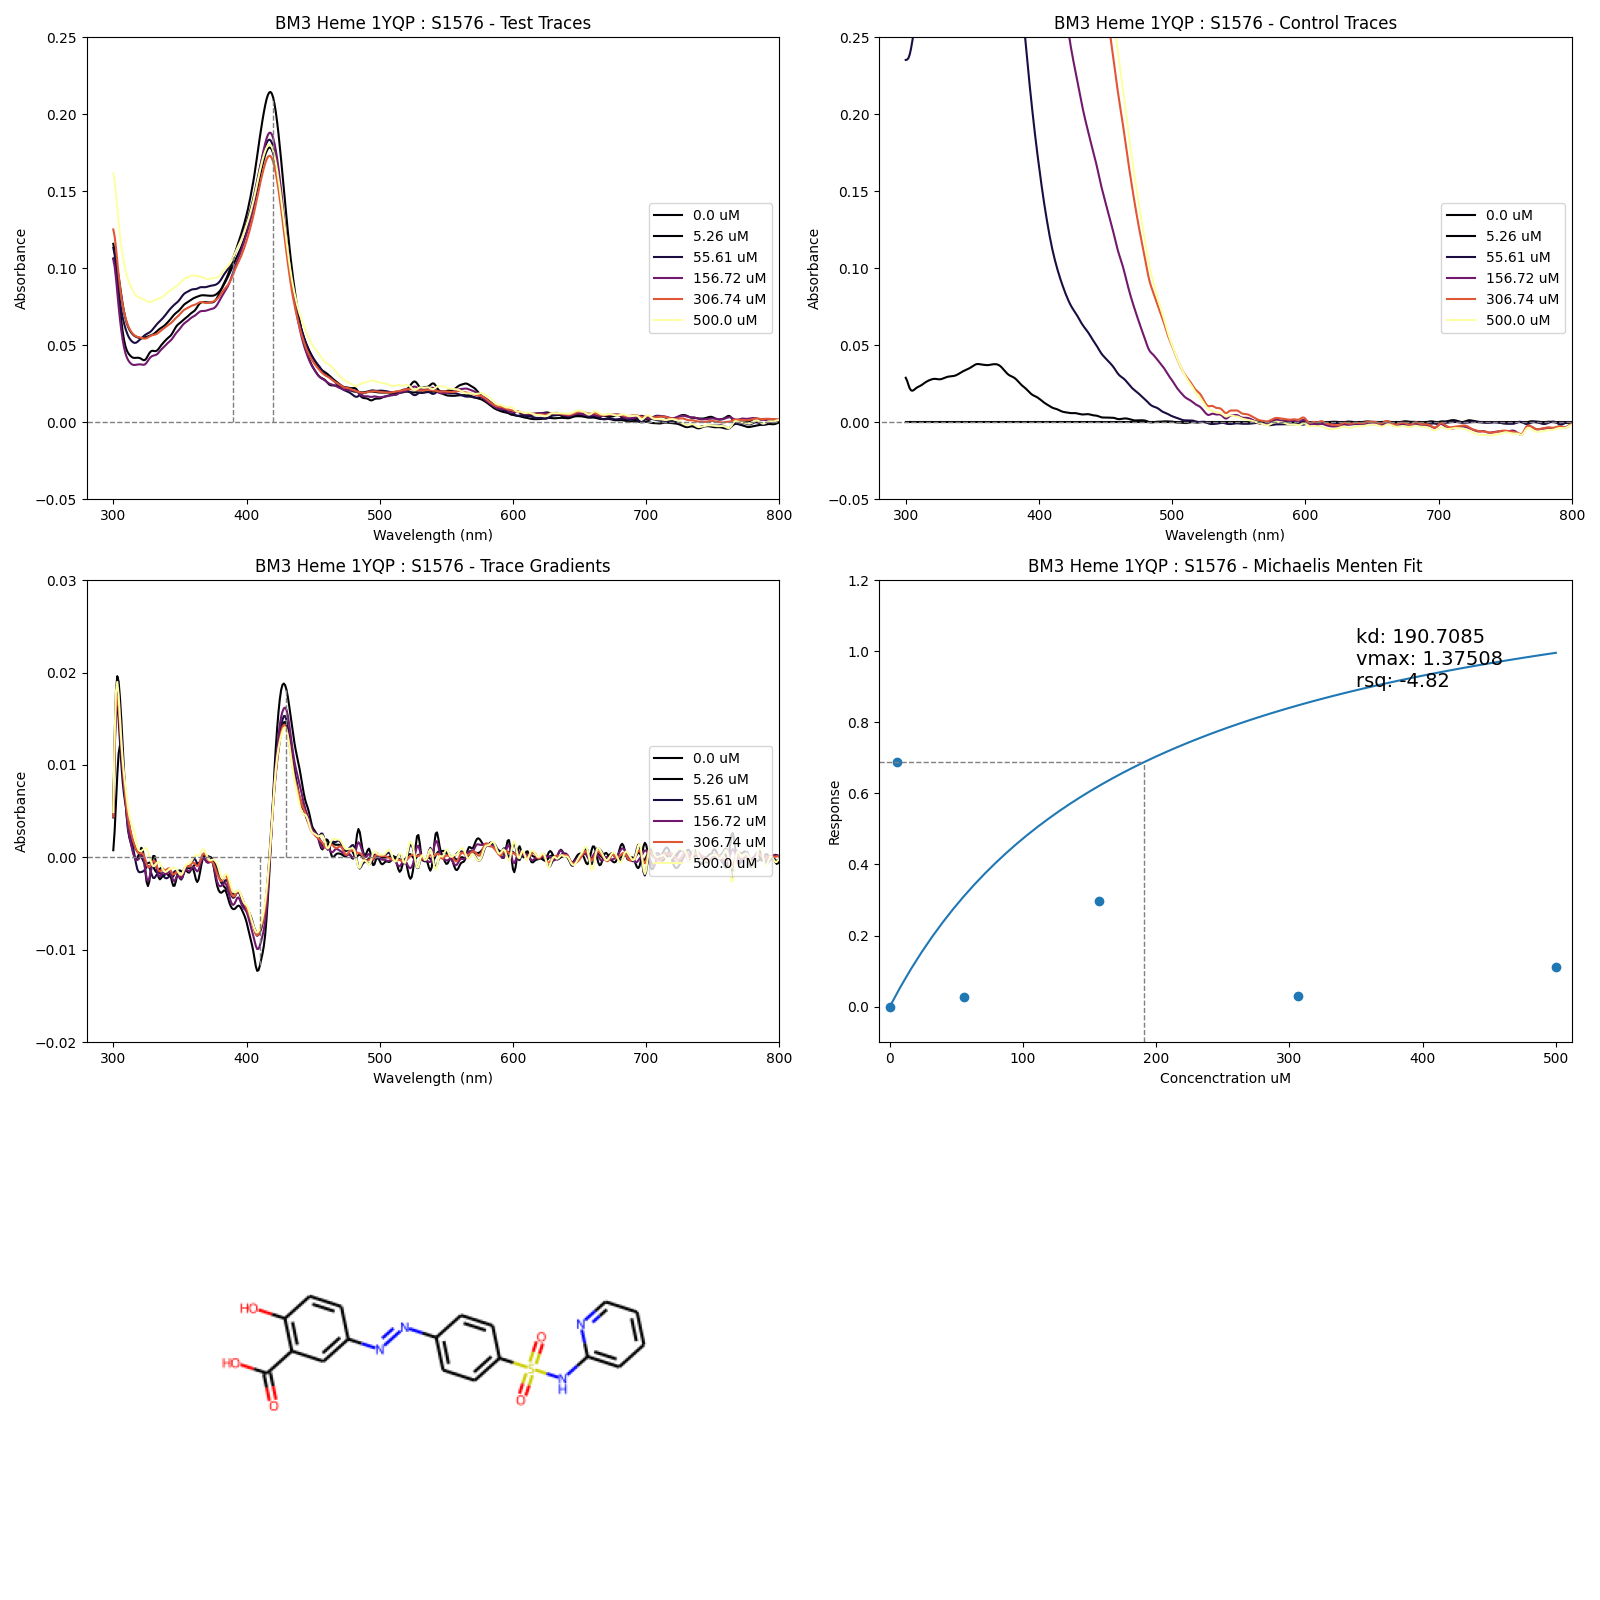 BM3 Heme 1YQP : S1576 - Test Traces
0.25
0.20
0.15
0.10
0.05
0.00
−0.05
Absorbance
300 400 500 600 700 800
Wavelength (nm)
0.0 uM
5.26 uM
55.61 uM
156.72 uM
306.74 uM
500.0 uM
BM3 Heme 1YQP : S1576 - Control Traces
0.25
0.20
0.15
0.10
0.05
0.00
−0.05
Absorbance
300 400 500 600 700 800
Wavelength (nm)
0.0 uM
5.26 uM
55.61 uM
156.72 uM
306.74 uM
500.0 uM
BM3 Heme 1YQP : S1576 - Trace Gradients
0.03
0.02
0.01
0.00
−0.01
−0.02
Absorbance
300 400 500 600 700 800
Wavelength (nm)
0.0 uM
5.26 uM
55.61 uM
156.72 uM
306.74 uM
500.0 uM
BM3 Heme 1YQP : S1576 - Michaelis Menten Fit
1.2
1.0
0.8
0.6
0.4
0.2
0.0
Response
kd: 190.7085
vmax: 1.37508
rsq: -4.82
0 100 200 300 400 500
Concenctration uM
HO
HO
O
N
N
O
S
O
N
H
N